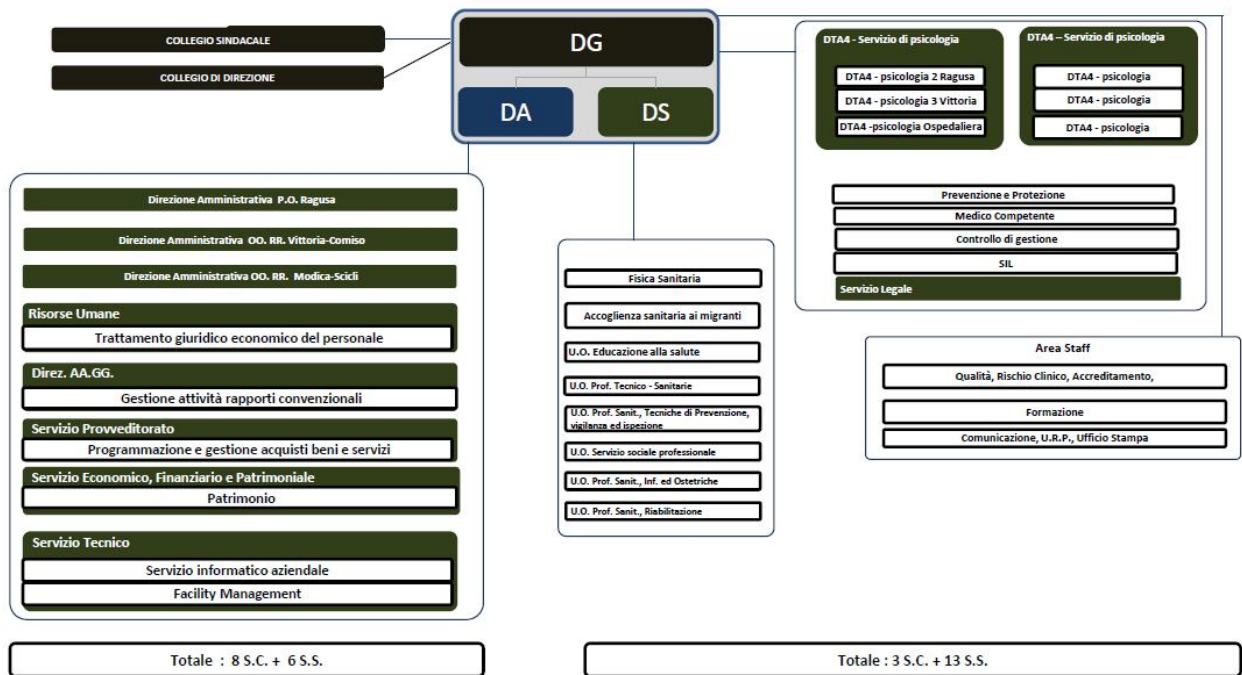 COLLEGIO SINDACALE
COLLEGIO DI DIREZIONE
DG
DA
DS
DTA4 - Servizio di psicologia
DTA4 - psicologia 2 Ragusa
DTA4 - psicologia 3 Vittoria
DTA4 -psicologia Ospedaliera
DTA4 – Servizio di psicologia
DTA4 - psicologia
DTA4 - psicologia
DTA4 - psicologia
Prevenzione e Protezione
Medico Competente
Controllo di gestione
SIL
Servizio Legale
Direzione Amministrativa P.O. Ragusa
Direzione Amministrativa OO. RR. Vittoria-Comiso
Direzione Amministrativa OO. RR. Modica-Scicli
Risorse Umane
Trattamento giuridico economico del personale
Direz. AA.GG.
Gestione attività rapporti convenzionali
Servizio Provveditorato
Programmazione e gestione acquisti beni e servizi
Servizio Economico, Finanziario e Patrimoniale
Patrimonio
Servizio Tecnico
Servizio informatico aziendale
Facility Management
Fisica Sanitaria
Accoglienza sanitaria ai migranti
U.O. Educazione alla salute
U.O. Prof. Tecnico - Sanitarie
U.O. Prof. Sanit., Tecniche di Prevenzione,
vigilanza ed ispezione
U.O. Servizio sociale professionale
U.O. Prof. Sanit., Inf. ed Ostetriche
U.O. Prof. Sanit., Riabilitazione
Area Staff
Qualità, Rischio Clinico, Accreditamento,
Formazione
Comunicazione, U.R.P., Ufficio Stampa
Totale : 8 S.C. + 6 S.S.
Totale : 3 S.C. + 13 S.S.